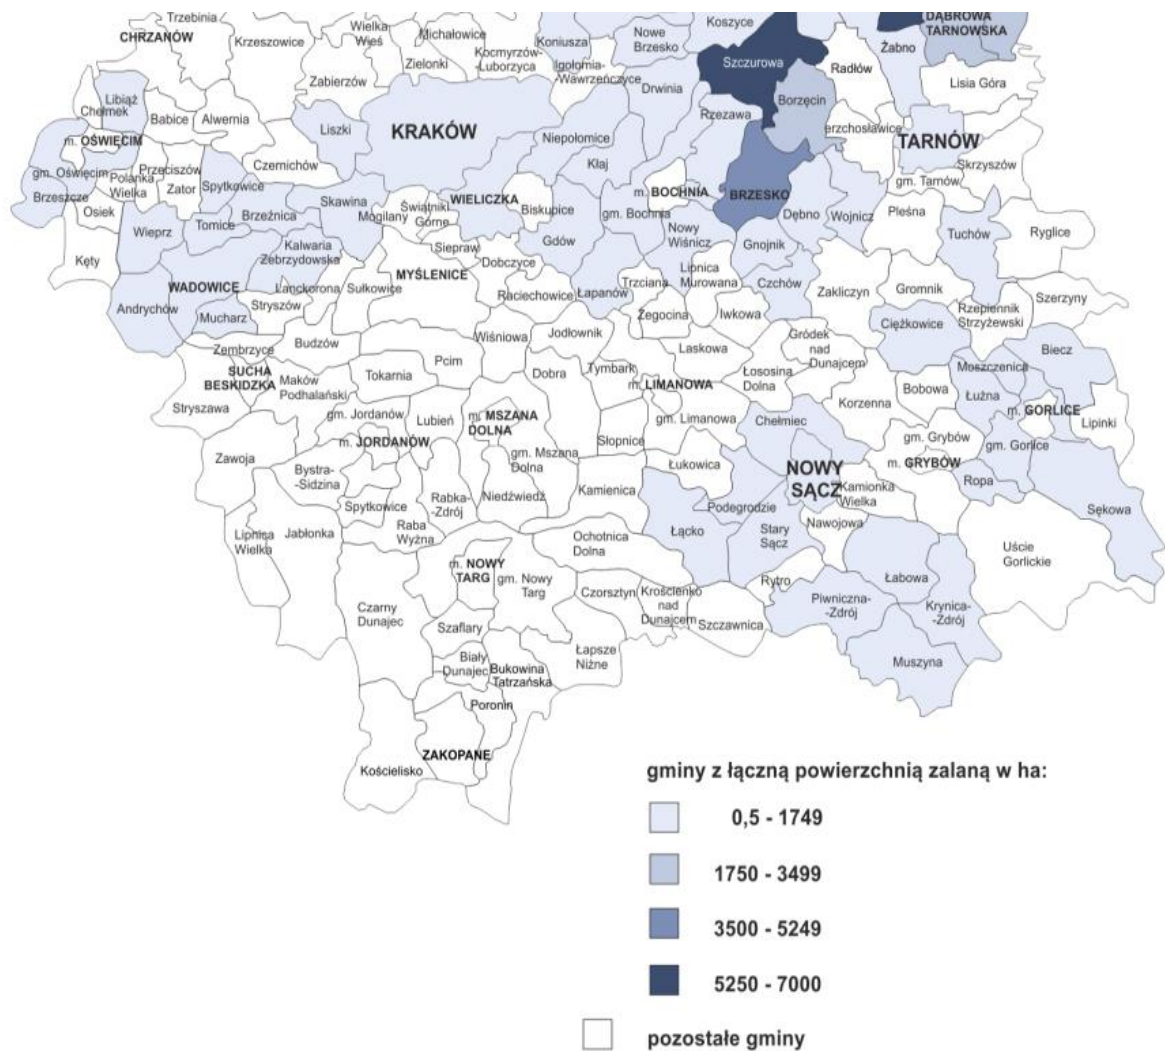 Trzebinia
CHRZANÓW
Krzeszowice
Wielka
Wieś
Michałowice
Zielonki
Zabierzów
Kocmyrzów-
Luborzyca
Koniusza
Igołomia-
Wawrzeńczyce
Nowe
Brzesko
Koszyce
Szczurowa
Radłów
Żabno
DĄBROWA
TARNOWSKA
Lisia Góra
Drwinia
Borzęcin
Rzezawa
erzchosławice
TARNÓW
Skrzyszów
gm. Tarnów
Libiąż
Chełmek
Babice
Alwernia
Liszki
KRAKÓW
Niepołomice
Kłaj
m. OŚWIĘCIM
gm. Oświęcim
Brzeszcze
Polanka
Wielka
Przeciszów
Zator
Osiek
Spytkowice
Czernichów
Skawina
Mogilany
Świątniki
Górne
WIELICZKA
Biskupice
gm. Bochnia
m. BOCHNIA
BRZESKO
Dębno
Wojnicz
Pleśna
Tuchów
Ryglice
Kęty
Wieprz
Tomice
Brzeźnica
Kalwaria
Zebrzydowska
Siepraw
Gdów
Nowy
Wiśnicz
Gnojnik
Andrychów
WADOWICE
Mucharz
Lanckorona
Stryszów
Sułkowice
MYŚLENICE
Dobczyce
Raciechowice
Łapanów
Trzciana
Lipnica
Murowana
Czchów
Zakliczyn
Gromnik
Rzepiennik
Strzyżewski
Szerzyny
Żegocina
Iwkowa
Ciężkowice
Zembrzyce
Budzów
Wiśniowa
Jodłownik
Laskowa
Gródek
nad
Dunajcem
Biecz
SUCHA
BESKIDZKA
Maków
Podhalański
Tokarnia
Pcim
Dobra
Tymbark
m. LIMANOWA
Łososina
Dolna
Moszczenica
Bobowa
Łużna
Stryszawa
gm. Jordanów
Lubień
m. MSZANA
DOLNA
gm. Limanowa
Korzenna
m. GORLICE
Lipinki
Chełmiec
m. JORDANÓW
gm. Mszana
Dolna
Słopnice
gm. Grybów
m. GRYBÓW
gm. Gorlice
Zawoja
Bystra-
-Sidzina
Łukowica
NOWY
SĄCZ
Kamionka
Wielka
Ropa
Spytkowice
Rabka-
Zdrój
Niedźwiedź
Kamienica
Podegrodzie
Sękowa
Raba
Wyżna
Łącko
Stary
Sącz
Nawojowa
Lipnica
Wielka
Jabłonka
Ochotnica
Dolna
Uście
Gorlickie
m. NOWY
TARG
gm. Nowy
Targ
Czorsztyn
Krościenko
nad
Dunajcem
Rytro
Łabowa
Czarny
Dunajec
Szczawnica
Piwniczna-
-Zdrój
Krynica-
-Zdrój
Szaflary
Biały
Dunajec
Bukowina
Tatrzańska
Łapsze
Niżne
Muszyna
Poronin
ZAKOPANE
Kościelisko
gminy z łączną powierzchnią zalaną w ha:
0,5 - 1749
1750 - 3499
3500 - 5249
5250 - 7000
pozostałe gminy